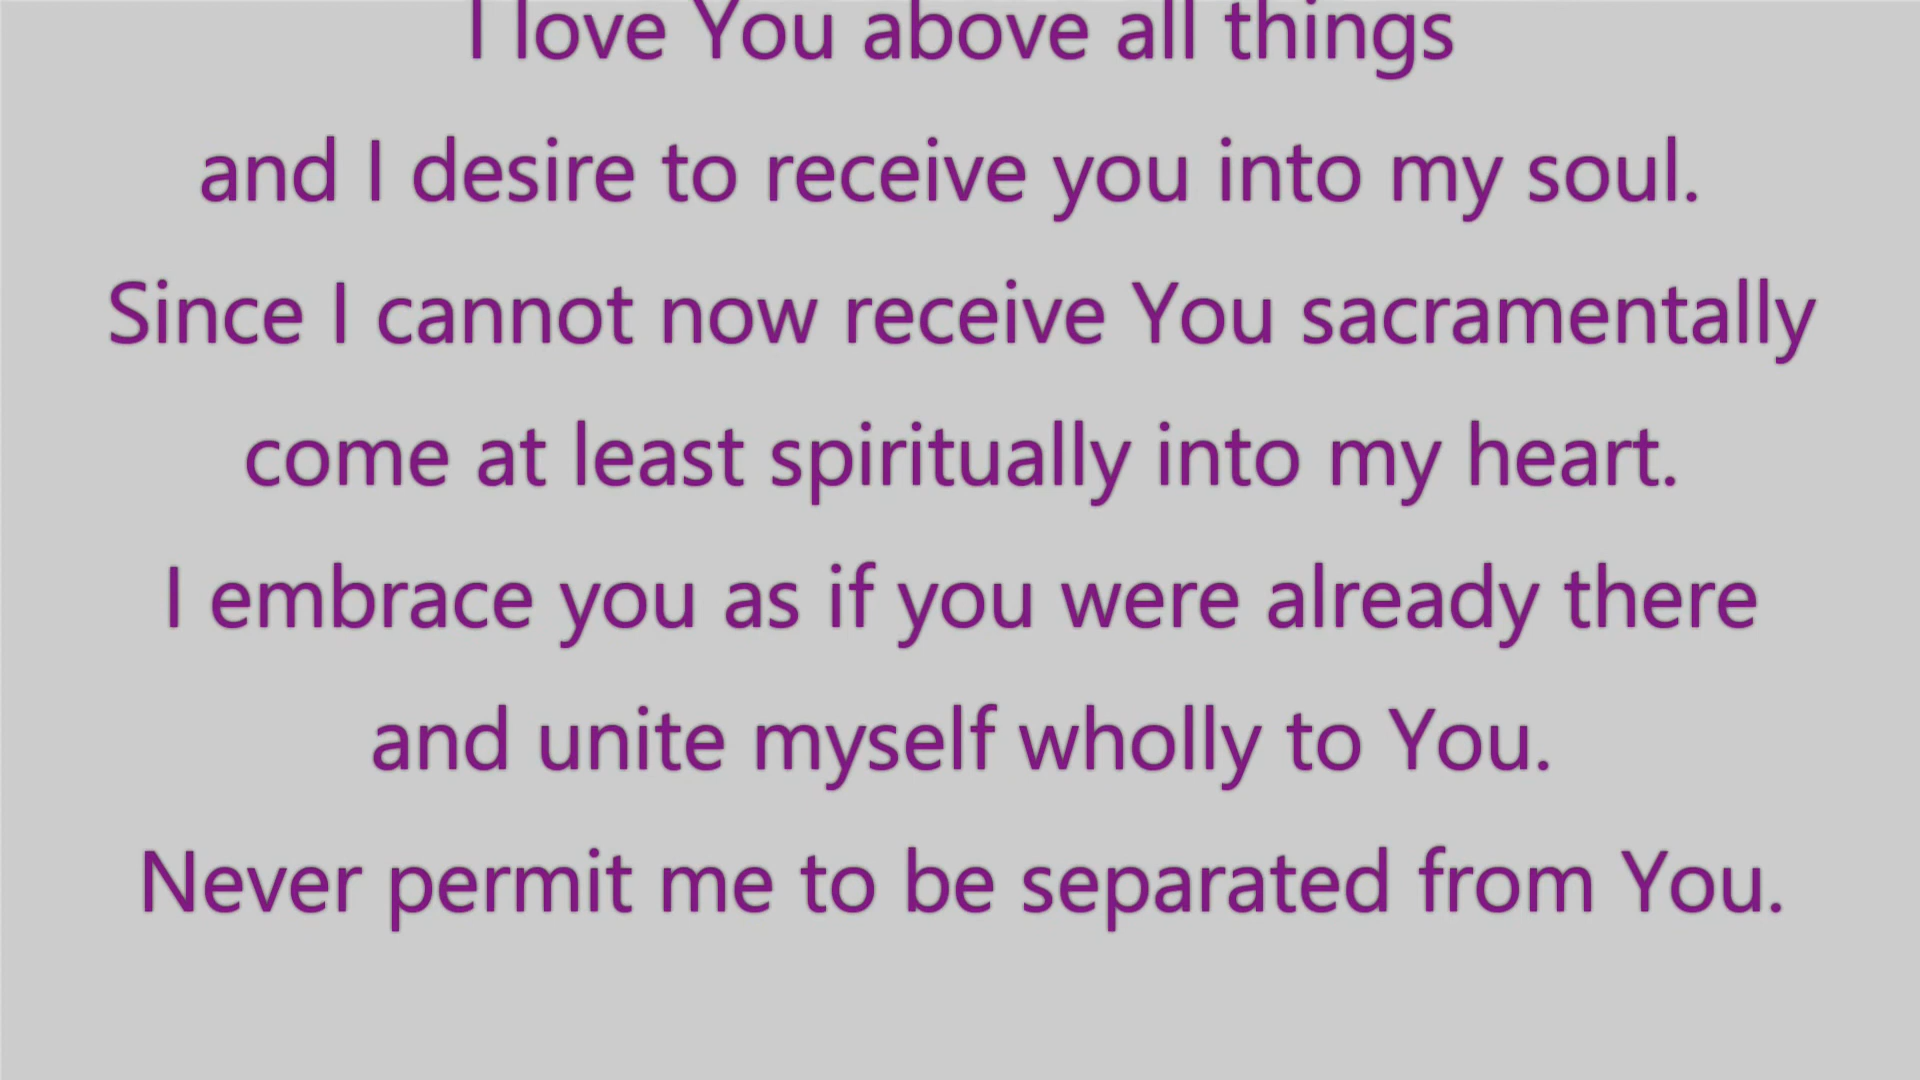 I love You above all things
and I desire to receive you into my soul.
Since I cannot now receive You sacramentally
come at least spiritually into my heart.
I embrace you as if you were already there
and unite myself wholly to You.
Never permit me to be separated from You.